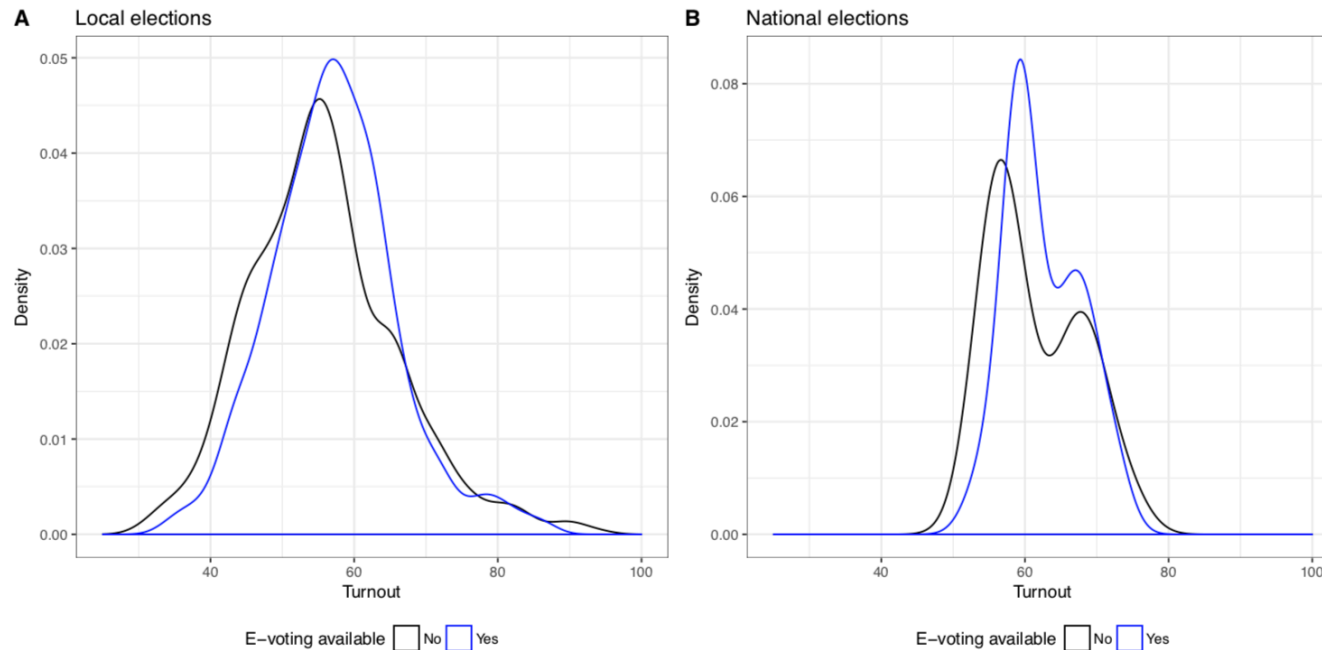 A Local elections
0.05
0.04
0.03
0.02
0.01
0.00
Density
40 60 80 100
Turnout
E−voting available No Yes
B National elections
0.08
0.06
0.04
0.02
0.00
Density
40 60 80 100
Turnout
E−voting available No Yes